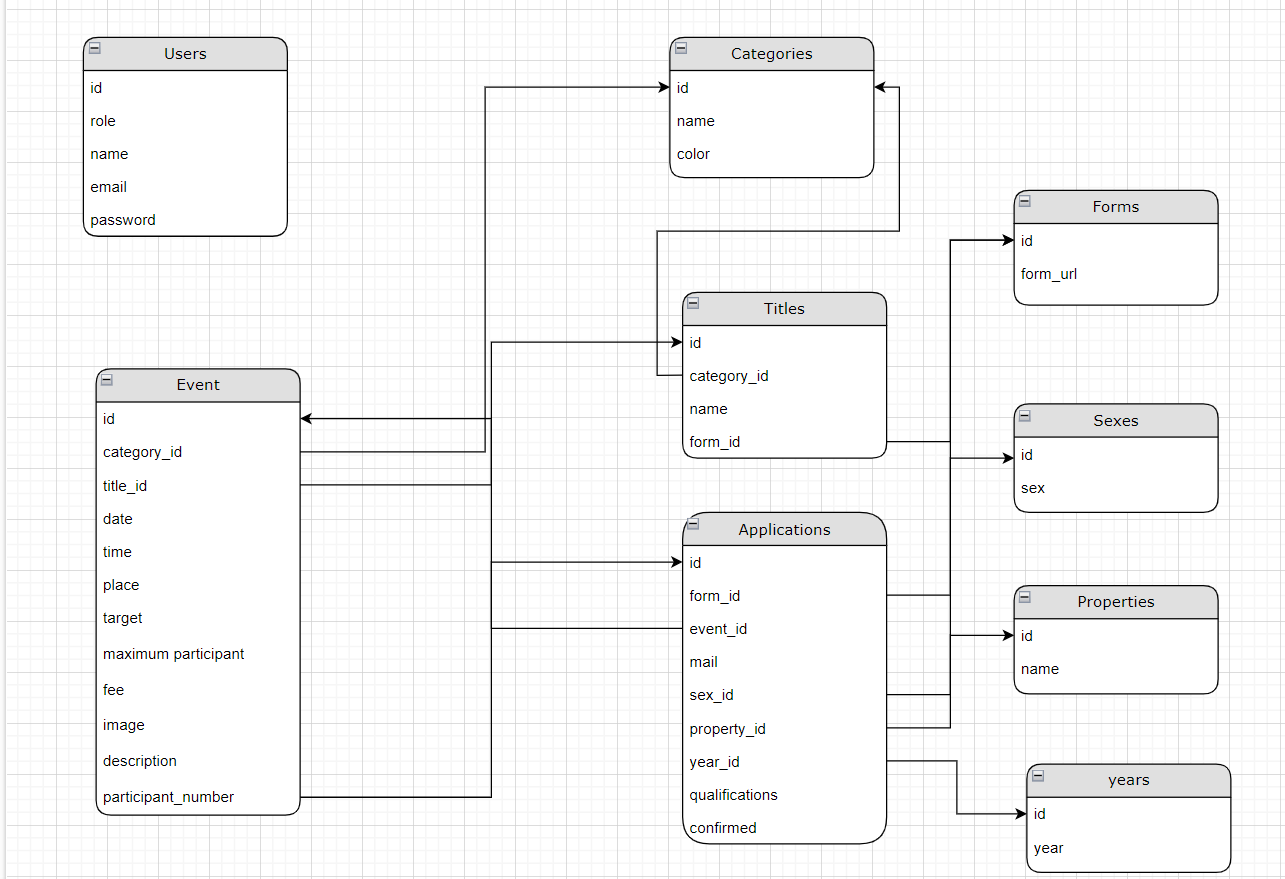 Users
id
role
name
email
password
Categories
id
name
color
Forms
id
form_url
Titles
id
category_id
name
form_id
Event
id
category_id
title_id
date
time
place
target
maximum participant
fee
image
description
participant_number
Sexes
id
sex
Applications
id
form_id
event_id
mail
sex_id
property_id
year_id
qualifications
confirmed
Properties
id
name
years
id
year